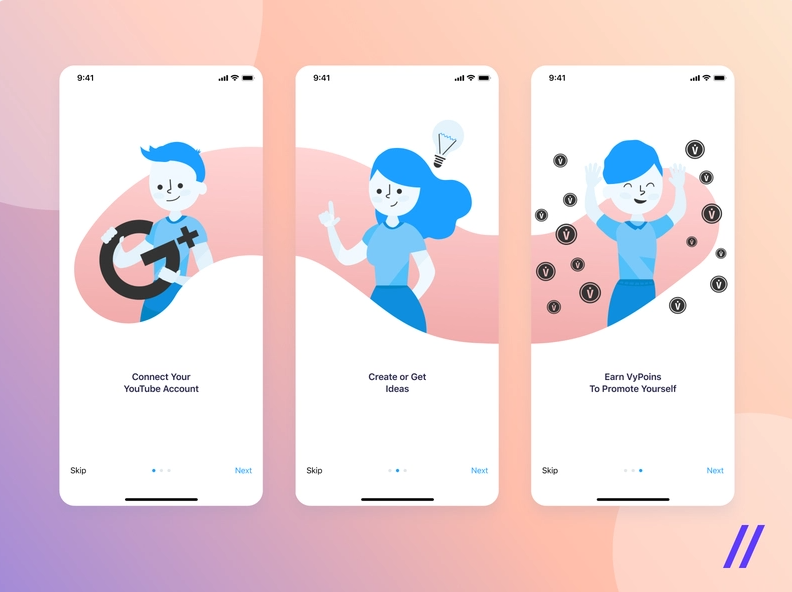 9:41
Connect Your
YouTube Account
Skip
Next
9:41
Create or Get
Ideas
Skip
Next
9:41
Earn VyPoins
To Promote Yourself
Skip
Next